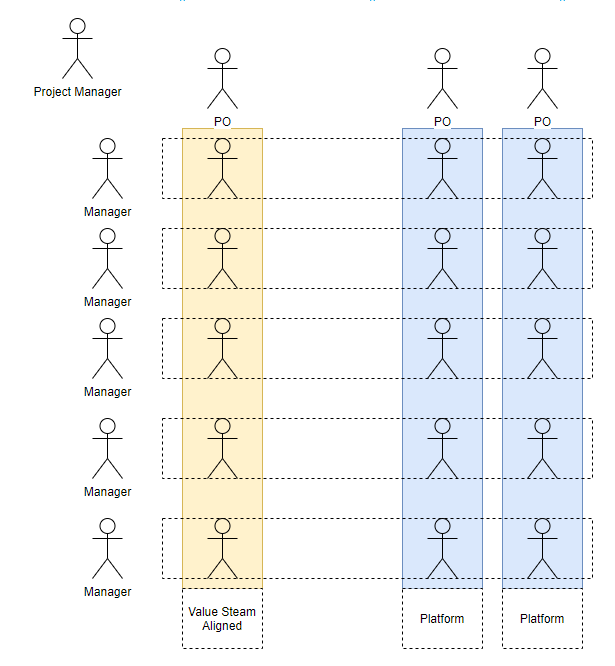 Project Manager
PO
PO
PO
Manager
Manager
Manager
Manager
Manager
Value Steam
Aligned
Platform
Platform